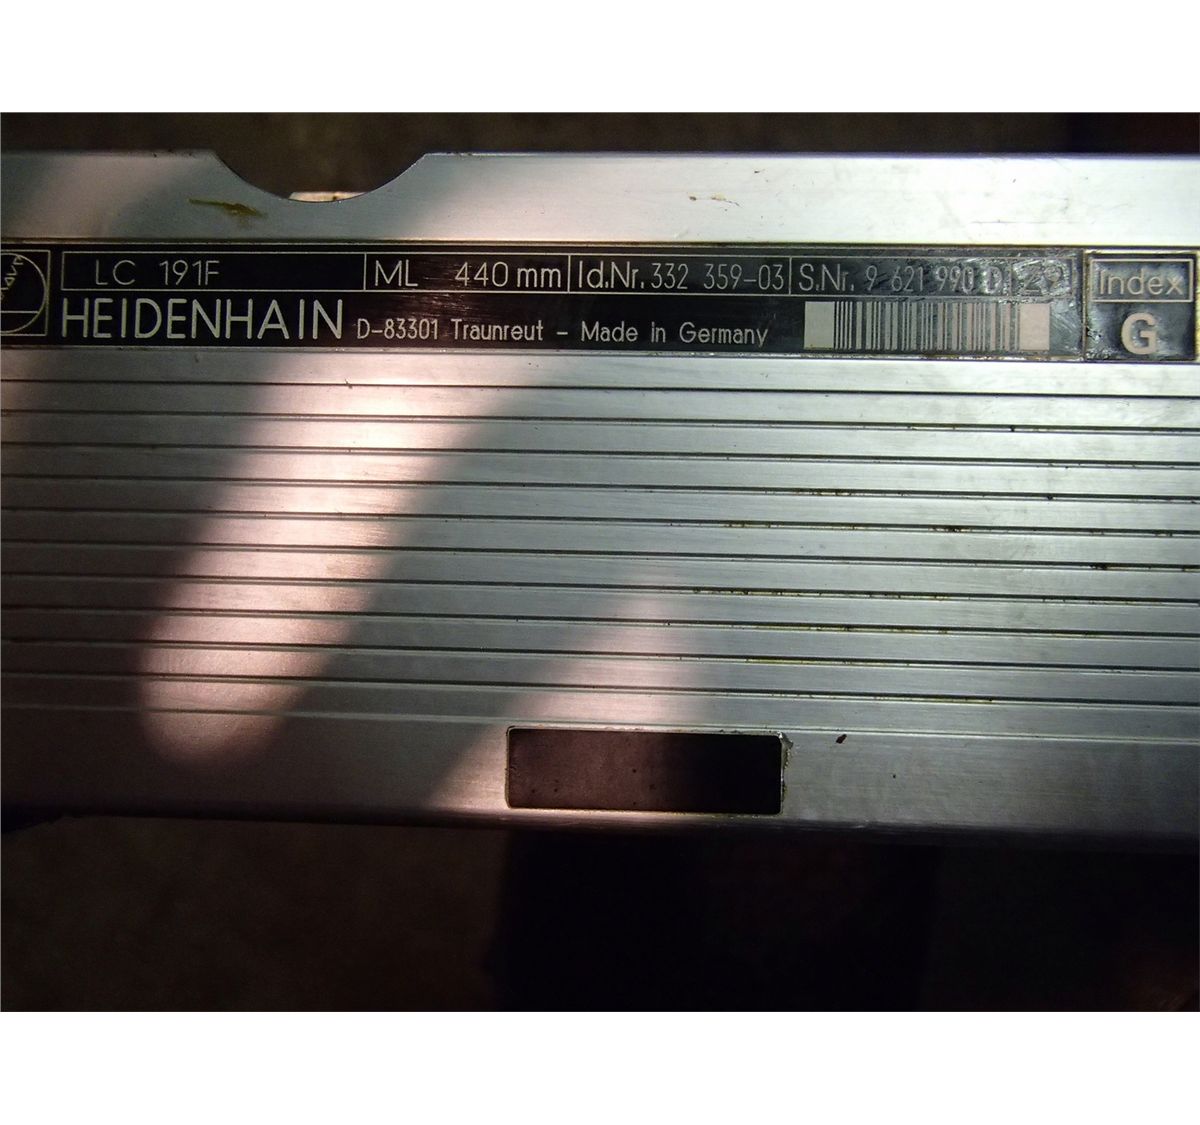 LC 191F ML 440 mm Id.Nr. 332 359-03 S.Nr. 9 621 990 D
Index
HEIDENHAIN D-83301 Traunreut - Made in Germany
G